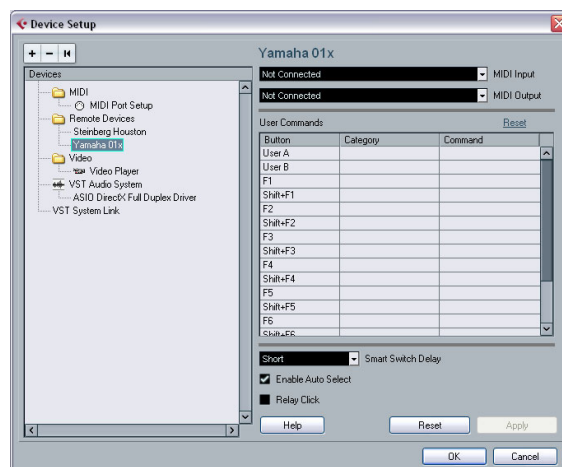 Device Setup
+ - |◀
Yamaha 01x
Devices
MIDI
MIDI Port Setup
Remote Devices
Steinberg Houston
Yamaha 01x
Video
Video Player
VST Audio System
ASIO DirectX Full Duplex Driver
VST System Link
Not Connected MIDI Input
Not Connected MIDI Output
User Commands Reset
Button Category Command
User A
User B
F1
Shift+F1
F2
Shift+F2
F3
Shift+F3
F4
Shift+F4
F5
Shift+F5
F6
Shift+F6
Short Smart Switch Delay
Enable Auto Select
Relay Click
Help Reset Apply
OK Cancel